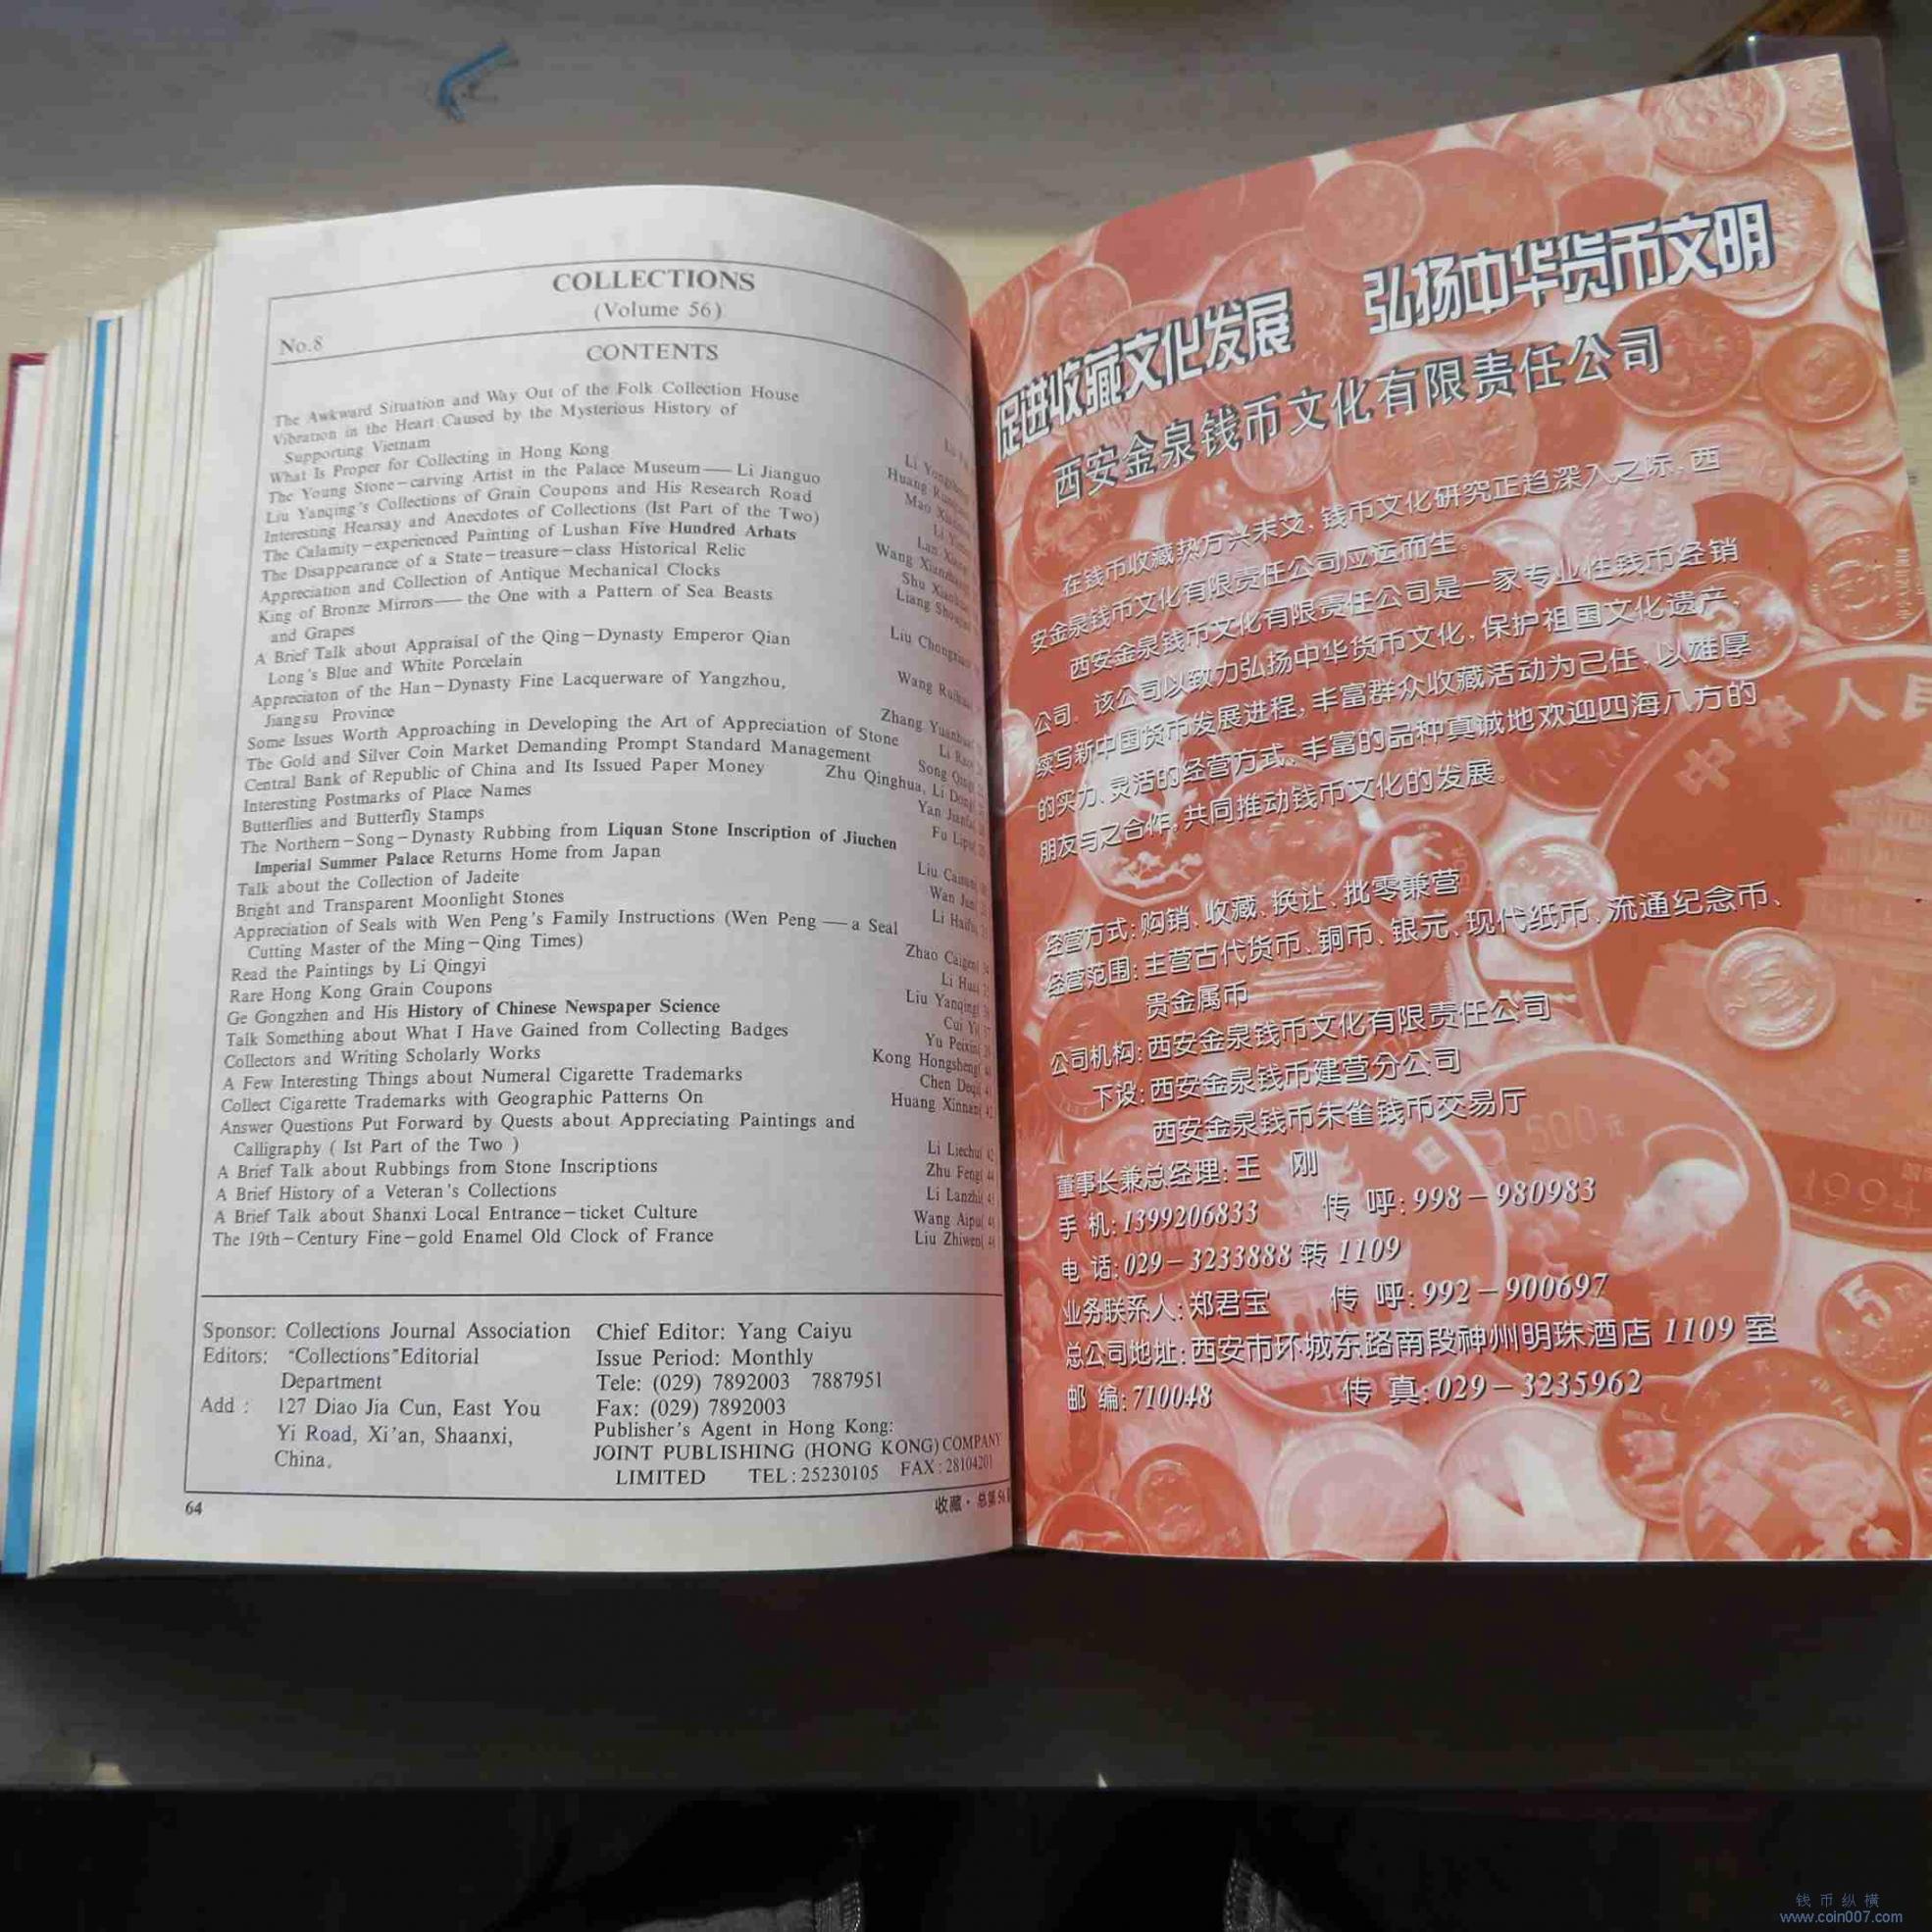 COLLECTIONS
(Volume 56)
No.8
CONTENTS
The Awkward Situation and Way Out of the Folk Collection House
Vibration in the Heart Caused by the Mysterious History of
Supporting Vietnam
What Is Proper for Collecting in Hong Kong
The Young Stone-carving Artist in the Palace Museum — Li Jianguo
Liu Yanqing's Collections of Grain Coupons and His Research Road
Interesting Hearsay and Anecdotes of Collections (Ist Part of the Two)
The Calamity-experienced Painting of Lushan Five Hundred Arhats
The Disappearance of a State-treasure-class Historical Relic
Appreciation and Collection of Antique Mechanical Clocks
King of Bronze Mirrors — the One with a Pattern of Sea Beasts
and Grapes
A Brief Talk about Appraisal of the Qing-Dynasty Emperor Qian
Long's Blue and White Porcelain Liu
Appreciaton of the Han-Dynasty Fine Lacquerware of Yangzhou,
Jiangsu Province Wang
Some Issues Worth Approaching in Developing the Art of Appreciation of Stone Zhang
The Gold and Silver Coin Market Demanding Prompt Standard Management Li
Central Bank of Republic of China and Its Issued Paper Money Song
Interesting Postmarks of Place Names Zhu Qinghua, Li
Butterflies and Butterfly Stamps Yan
The Northern-Song-Dynasty Rubbing from Liquan Stone Inscription of Jiuchen
Imperial Summer Palace Returns Home from Japan Liu
Talk about the Collection of Jadeite Wan
Bright and Transparent Moonlight Stones Li
Appreciation of Seals with Wen Peng's Family Instructions (Wen Peng — a Seal
Cutting Master of the Ming-Qing Times) Zhao Caigen
Read the Paintings by Li Qingyi Li Hua
Rare Hong Kong Grain Coupons Liu Yanqing
Ge Gongzhen and His History of Chinese Newspaper Science Cui
Talk Something about What I Have Gained from Collecting Badges Yu Peixin
Collectors and Writing Scholarly Works Kong Hongsheng
A Few Interesting Things about Numeral Cigarette Trademarks Chen
Collect Cigarette Trademarks with Geographic Patterns On Huang Xinnan
Answer Questions Put Forward by Quests about Appreciating Paintings and
Calligraphy ( Ist Part of the Two ) Li Liechu
A Brief Talk about Rubbings from Stone Inscriptions Zhu Feng
A Brief History of a Veteran's Collections Li Lanzhi
A Brief Talk about Shanxi Local Entrance-ticket Culture Wang Aipu
The 19th-Century Fine-gold Enamel Old Clock of France Liu Zhiwen
Sponsor: Collections Journal Association
Editors: "Collections"Editorial
Department
Add : 127 Diao Jia Cun, East You
Yi Road, Xi'an, Shaanxi,
China.
Chief Editor: Yang Caiyu
Issue Period: Monthly
Tele: (029) 7892003 7887951
Fax: (029) 7892003
Publisher's Agent in Hong Kong:
JOINT PUBLISHING (HONG KONG) COMPANY
LIMITED TEL:25230105 FAX:28104201
64
收藏·总第56
促进收藏文化发展 弘扬中华货币文明
西安金泉钱币文化有限责任公司
在钱币收藏热方兴未艾,钱币文化研究正趋深入之际,西
安金泉钱币文化有限责任公司应运而生。
西安金泉钱币文化有限责任公司是一家专业性钱币经销
公司。该公司以致力弘扬中华货币文化,保护祖国文化遗产,
续写新中国货币发展进程,丰富群众收藏活动为己任,以雄厚
的实力、灵活的经营方式、丰富的品种真诚地欢迎四海八方的
朋友与之合作,共同推动钱币文化的发展。
经营方式:购销、收藏、换让、批零兼营
经营范围:主营古代货币、铜币、银元、现代纸币、流通纪念币、
贵金属币
公司机构:西安金泉钱币文化有限责任公司
下设:西安金泉钱币建营分公司
西安金泉钱币朱雀钱币交易厅
董事长兼总经理:王 刚
手 机:1399206833 传 呼:998-980983
电 话:029-3233888转1109
业务联系人:郑君宝 传 呼:992-900697
总公司地址:西安市环城东路南段神州明珠酒店1109室
邮 编:710048 传 真:029-3235962
中华人民
500元
1994
5
5
钱币纵横
www.coin007.com